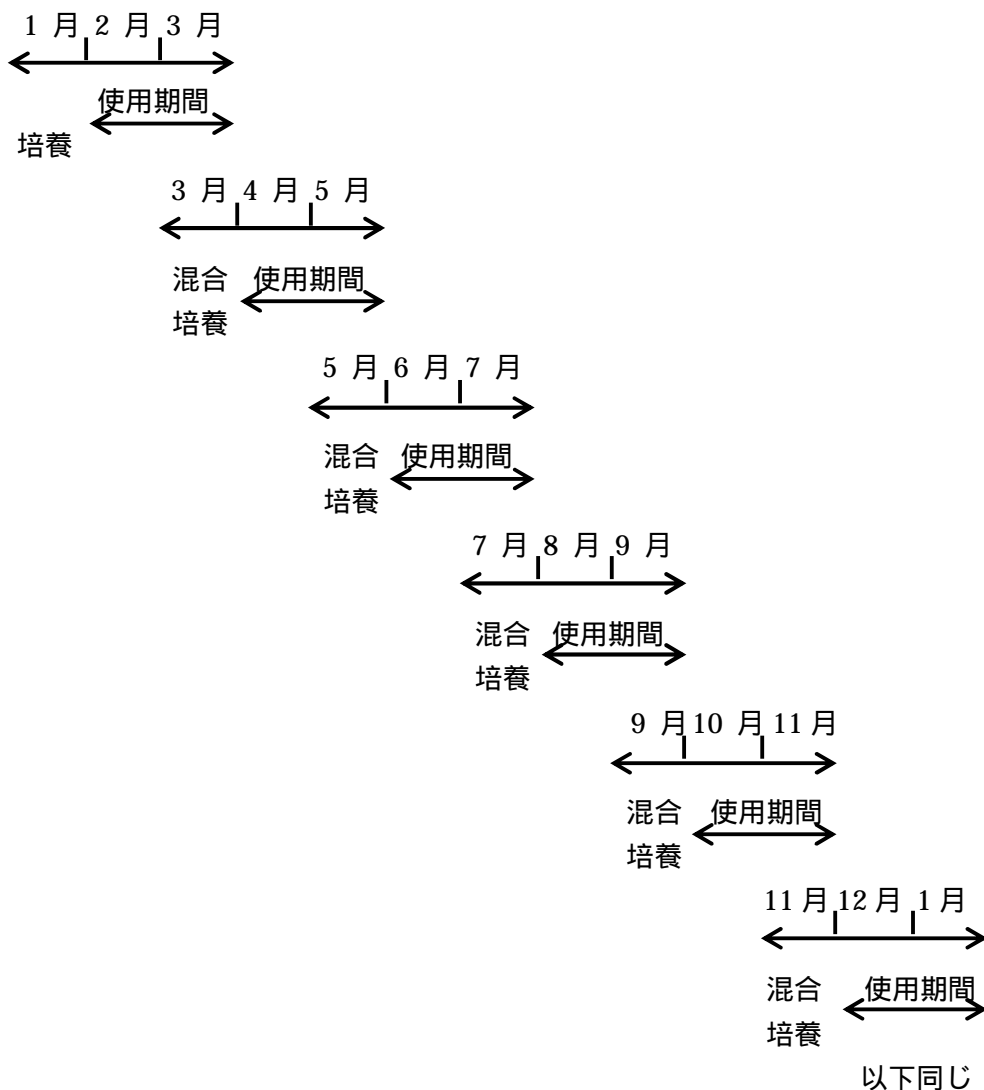 1 月 2 月 3 月
使用期間
培養
3 月 4 月 5 月
混合 使用期間
培養
5 月 6 月 7 月
混合 使用期間
培養
7 月 8 月 9 月
混合 使用期間
培養
9 月 10 月 11 月
混合 使用期間
培養
11 月 12 月 1 月
混合 使用期間
培養
以下同じ